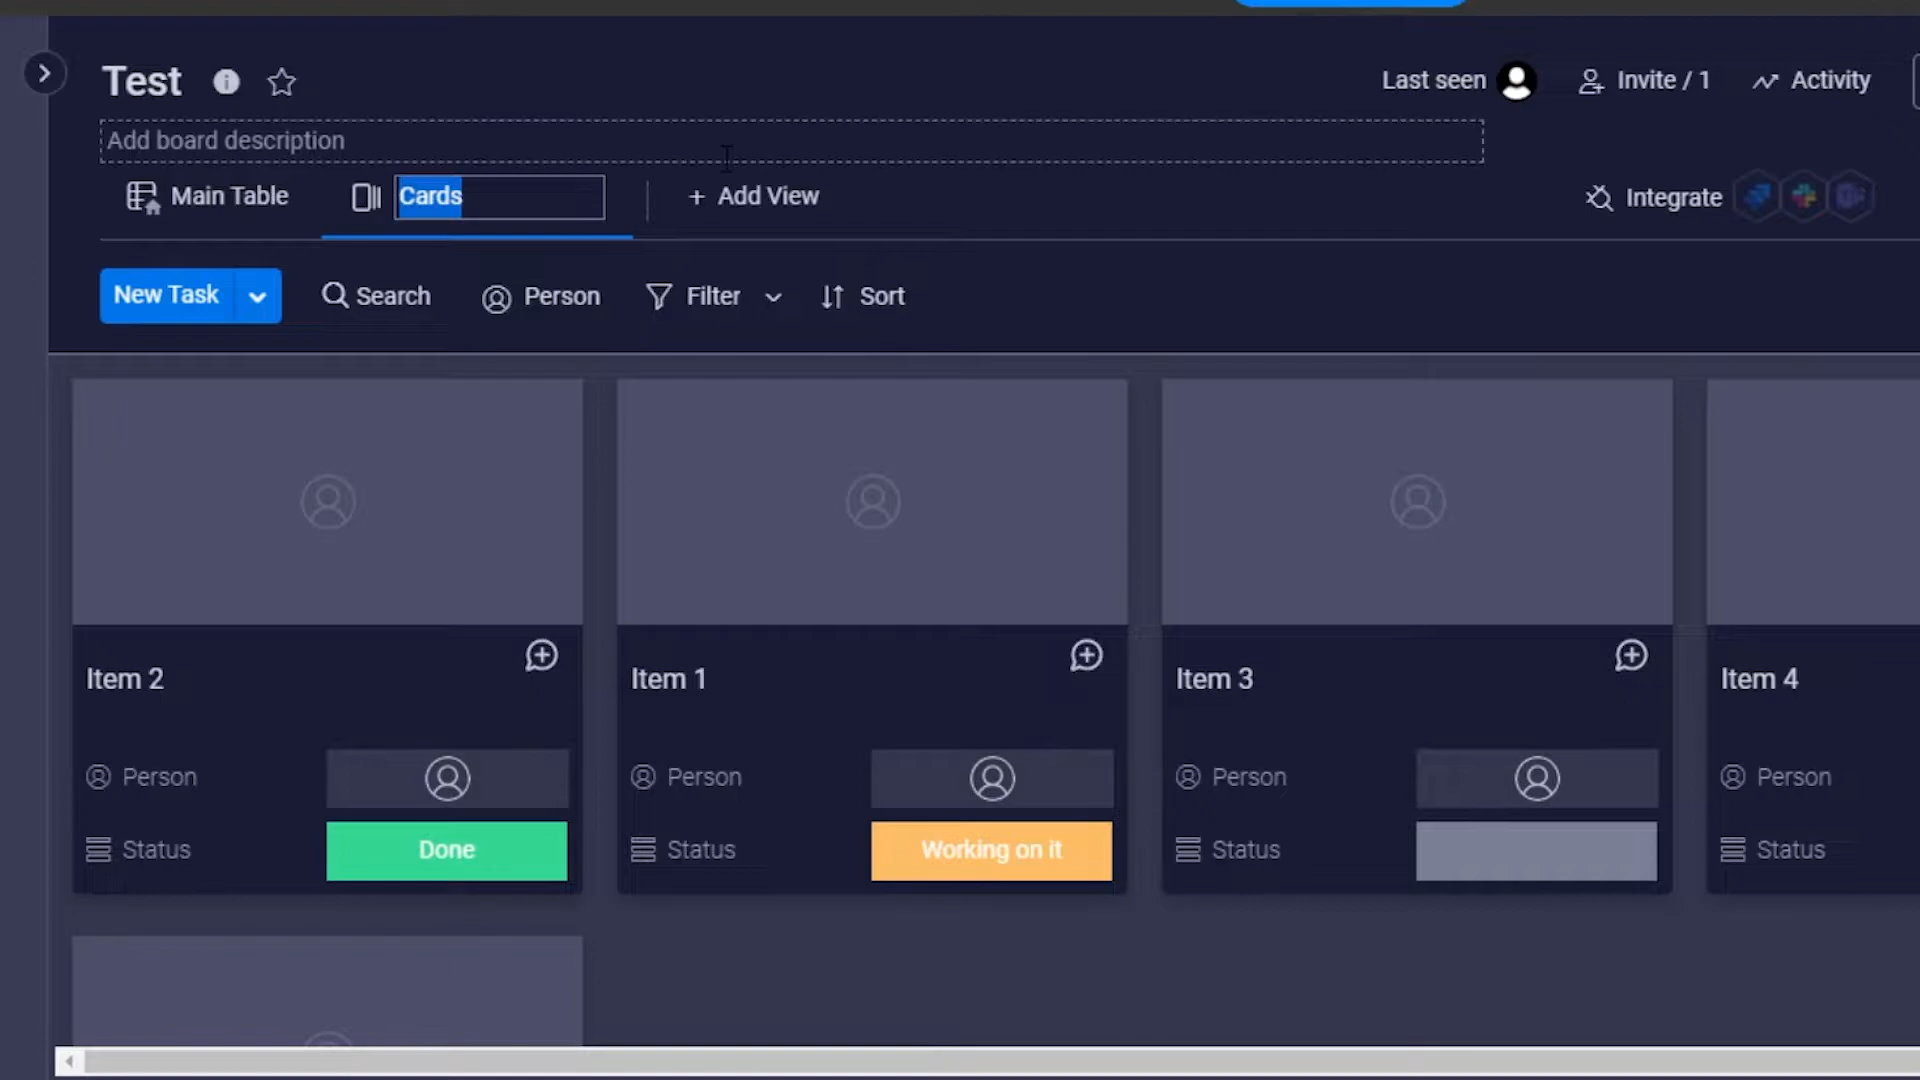 Test
Last seen
Invite / 1
Activity
Add board description
Main Table
Cards
+ Add View
Integrate
New Task
Search
Person
Filter
Sort
Item 2
Item 1
Item 3
Item 4
Person
Person
Person
Person
Status
Done
Status
Working on it
Status
Status